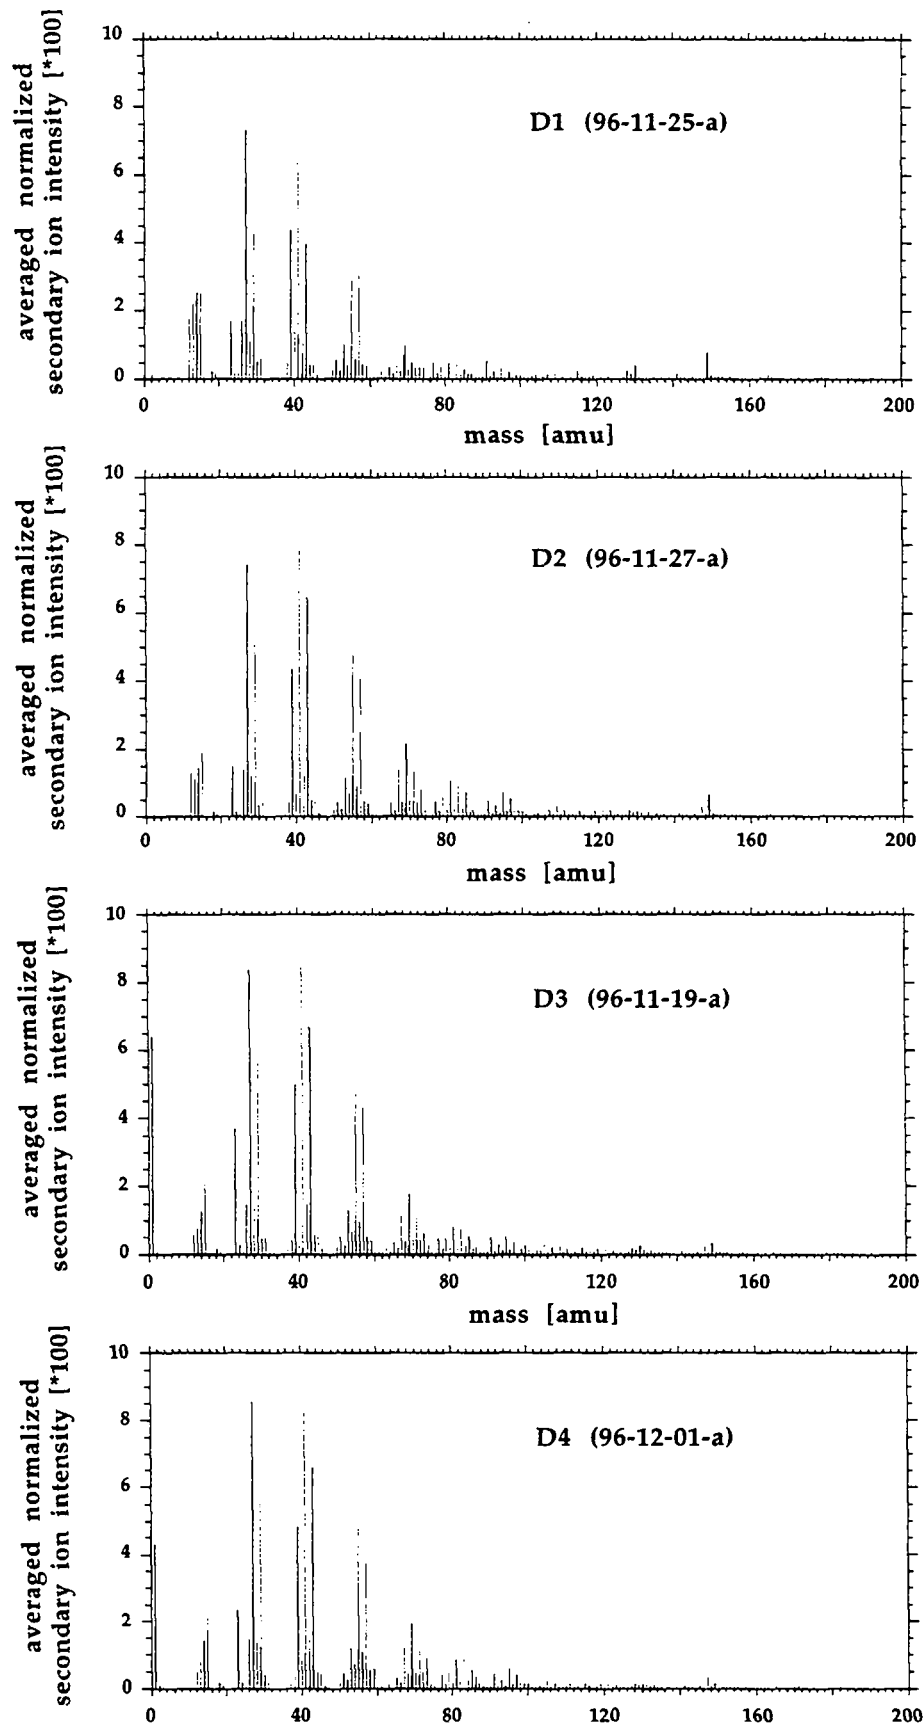 averaged normalized
secondary ion intensity [*100]
10
8
6
4
2
0
D1 (96-11-25-a)
0 40 80 120 160 200
mass [amu]
averaged normalized
secondary ion intensity [*100]
10
8
6
4
2
0
D2 (96-11-27-a)
0 40 80 120 160 200
mass [amu]
averaged normalized
secondary ion intensity [*100]
10
8
6
4
2
0
D3 (96-11-19-a)
0 40 80 120 160 200
mass [amu]
averaged normalized
secondary ion intensity [*100]
10
8
6
4
2
0
D4 (96-12-01-a)
0 40 80 120 160 200